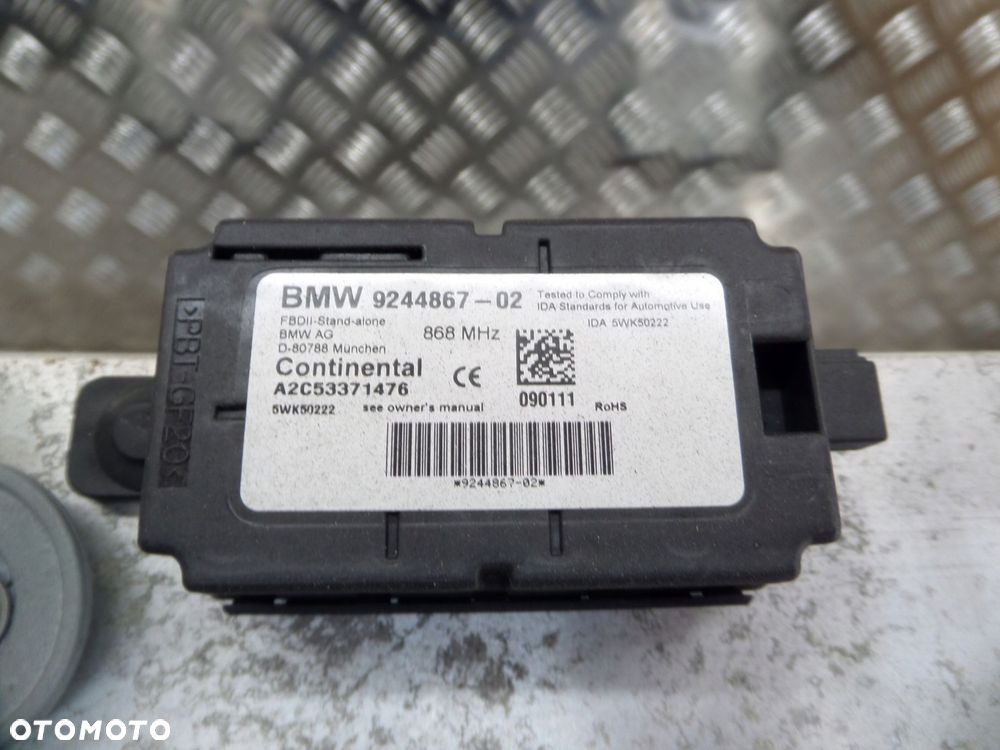 BMW 9244867-02
Tested to Comply with
IDA Standards for Automotive Use
FBDII-Stand-alone
BMW AG
D-80788 München
868 MHz
IDA 5WK50222
Continental
A2C53371476
CE
5WK50222 see owner's manual
090111
RoHS
*9244867-02*
>PBT-GF20<
OTOMOTO
OTOMOTO